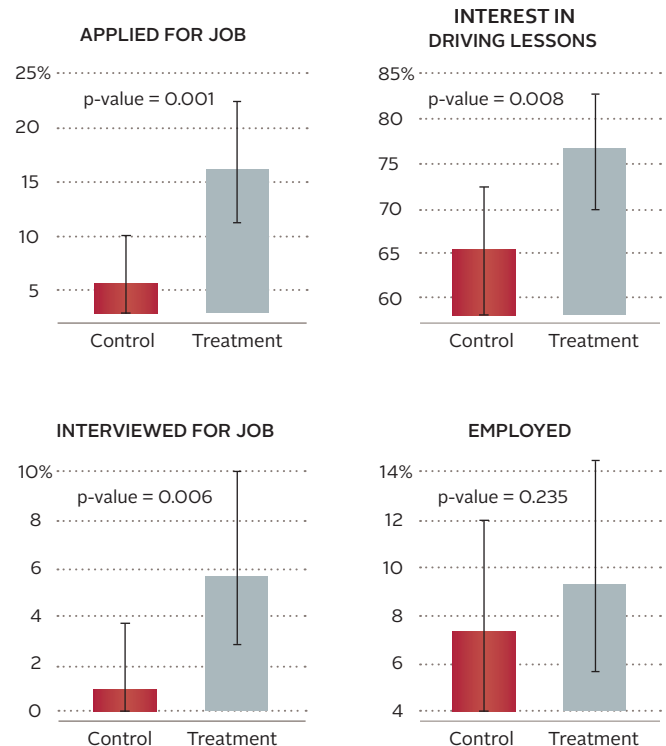 APPLIED FOR JOB
25%
p-value = 0.001
20
15
10
5
Control Treatment
INTEREST IN
DRIVING LESSONS
85%
p-value = 0.008
80
75
70
65
60
Control Treatment
INTERVIEWED FOR JOB
10%
p-value = 0.006
8
6
4
2
0
Control Treatment
EMPLOYED
14%
p-value = 0.235
12
10
8
6
4
Control Treatment